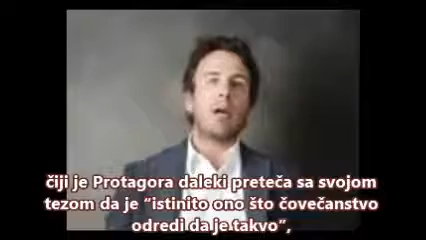 čiji je Protagora daleki preteča sa svojom
tezom da je “istinito ono što čovečanstvo
odredi da je takvo”,